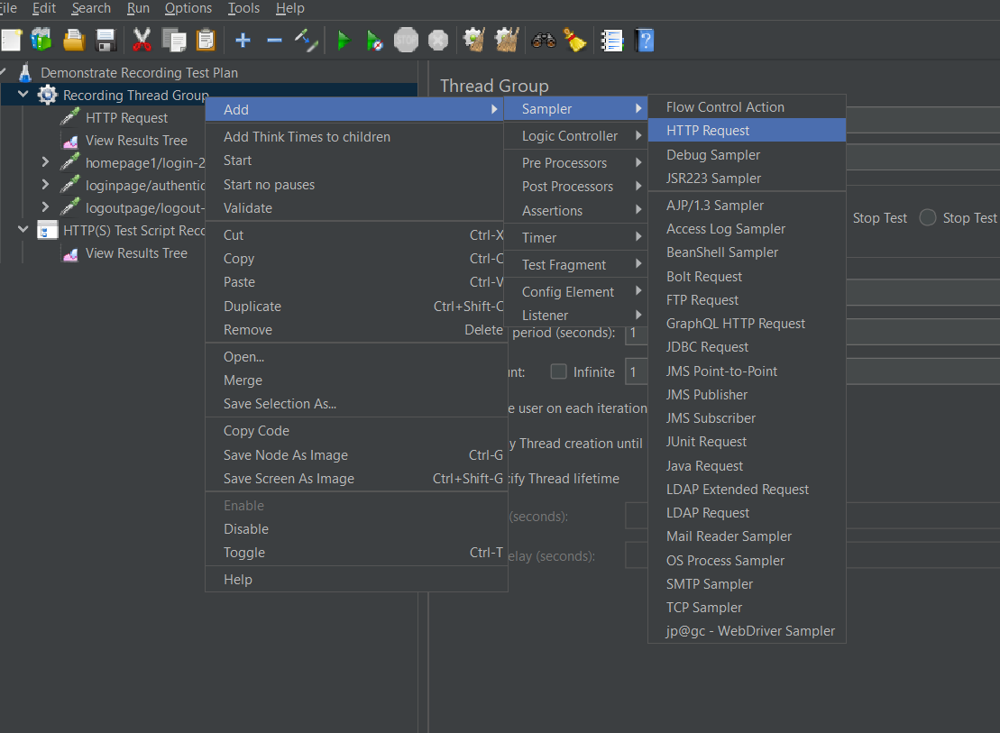 File Edit Search Run Options Tools Help
STOP
Demonstrate Recording Test Plan
Recording Thread Group
HTTP Request
View Results Tree
homepage1/login-2
loginpage/authentic
logoutpage/logout-
HTTP(S) Test Script Reco
View Results Tree
Thread Group
Add
Add Think Times to children
Start
Start no pauses
Validate
Cut Ctrl-X
Copy Ctrl-C
Paste Ctrl-V
Duplicate Ctrl+Shift-C
Remove Delete
Open...
Merge
Save Selection As...
Copy Code
Save Node As Image Ctrl-G
Save Screen As Image Ctrl+Shift-G
Enable
Disable
Toggle Ctrl-T
Help
Sampler
Logic Controller
Pre Processors
Post Processors
Assertions
Timer
Test Fragment
Config Element
Listener
Flow Control Action
HTTP Request
Debug Sampler
JSR223 Sampler
AJP/1.3 Sampler
Access Log Sampler
BeanShell Sampler
Bolt Request
FTP Request
GraphQL HTTP Request
JDBC Request
JMS Point-to-Point
JMS Publisher
JMS Subscriber
JUnit Request
Java Request
LDAP Extended Request
LDAP Request
Mail Reader Sampler
OS Process Sampler
SMTP Sampler
TCP Sampler
jp@gc - WebDriver Sampler
Stop Test Stop Test
period (seconds): 1
unt: Infinite 1
e user on each iteration
y Thread creation until
cify Thread lifetime
(seconds):
elay (seconds):